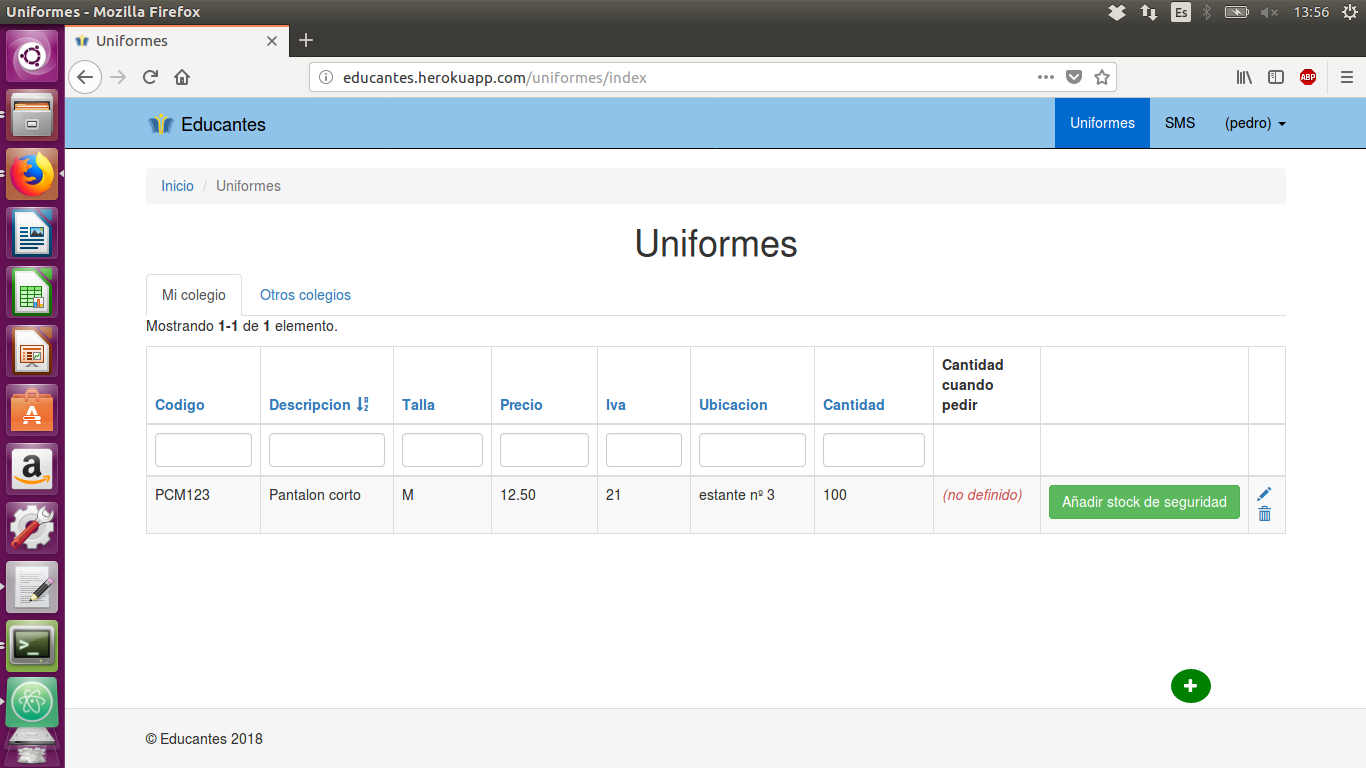 Uniformes - Mozilla Firefox
Es
13:56
Uniformes
educantes.herokuapp.com/uniformes/index
ABP
Educantes
Uniformes
SMS
(pedro)
Inicio / Uniformes
Uniformes
Mi colegio
Otros colegios
Mostrando 1-1 de 1 elemento.
Codigo
Descripcion
Talla
Precio
Iva
Ubicacion
Cantidad
Cantidad
cuando
pedir
PCM123
Pantalon corto
M
12.50
21
estante nº 3
100
(no definido)
Añadir stock de seguridad
© Educantes 2018